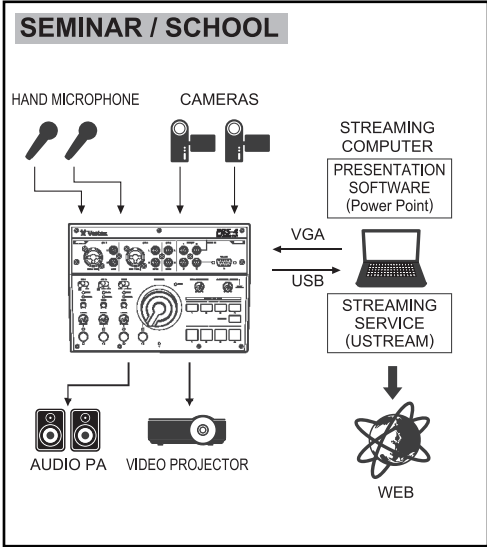 SEMINAR / SCHOOL
HAND MICROPHONE
CAMERAS
STREAMING
COMPUTER
PRESENTATION
SOFTWARE
(Power Point)
VGA
USB
STREAMING
SERVICE
(USTREAM)
AUDIO PA
VIDEO PROJECTOR
WEB